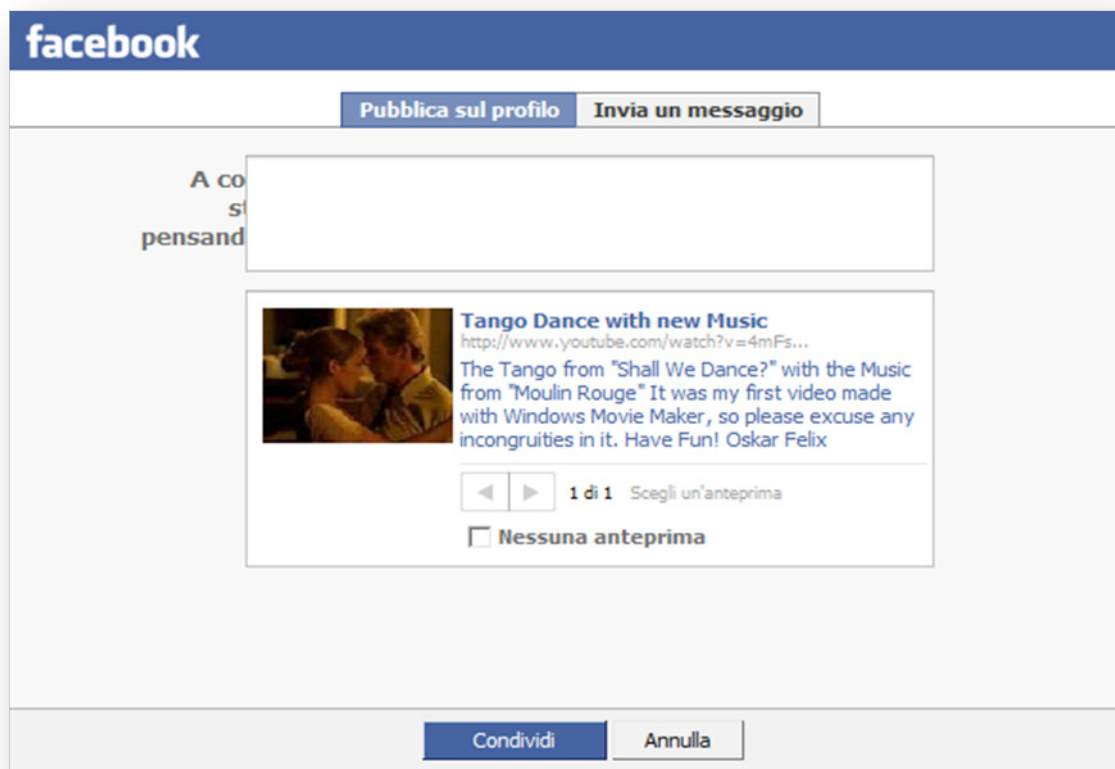 facebook
Pubblica sul profilo Invia un messaggio
A co
st
pensand
Tango Dance with new Music
http://www.youtube.com/watch?v=4mFs...
The Tango from "Shall We Dance?" with the Music
from "Moulin Rouge" It was my first video made
with Windows Movie Maker, so please excuse any
incongruities in it. Have Fun! Oskar Felix
1 di 1 Scegli un'anteprima
Nessuna anteprima
Condividi Annulla